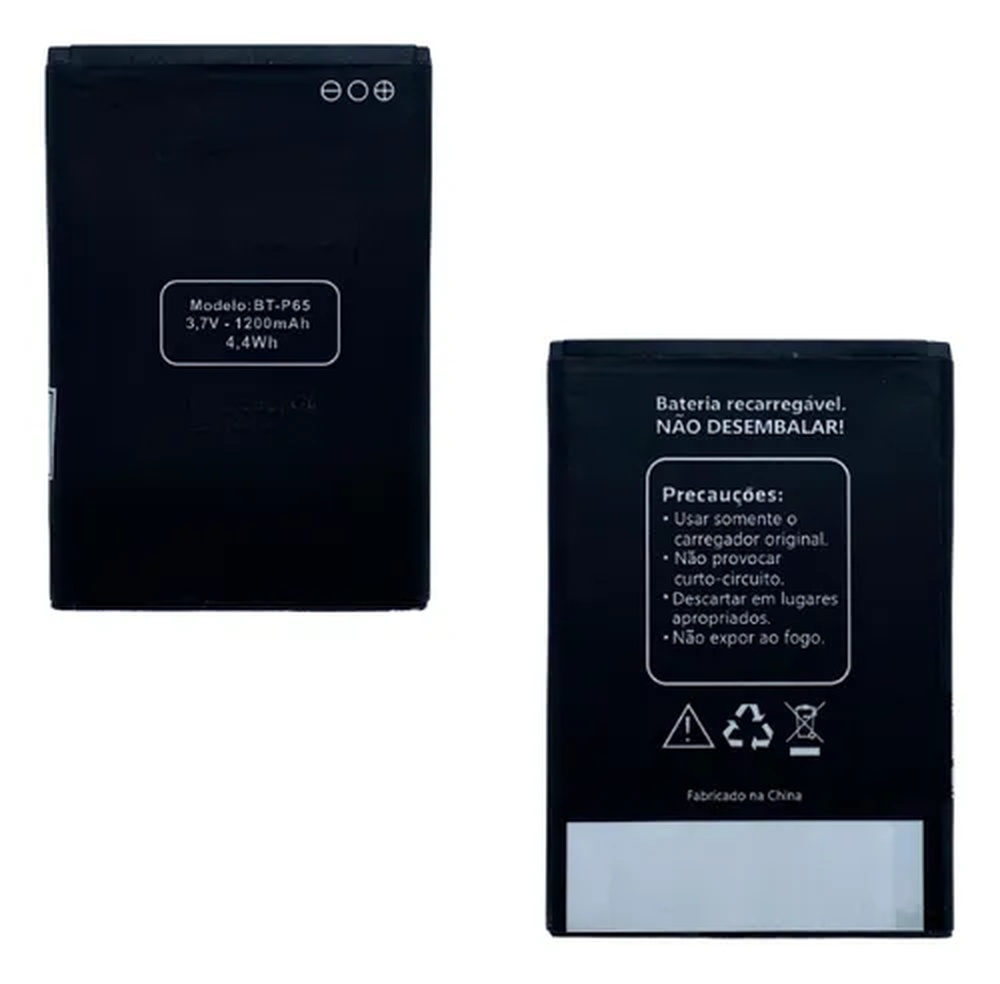 Modelo:BT-P65
3,7V - 1200mAh
4,4Wh
Bateria recarregável.
NÃO DESEMBALAR!
Precauções:
• Usar somente o
carregador original.
• Não provocar
curto-circuito.
• Descartar em lugares
apropriados.
• Não expor ao fogo.
Fabricado na China